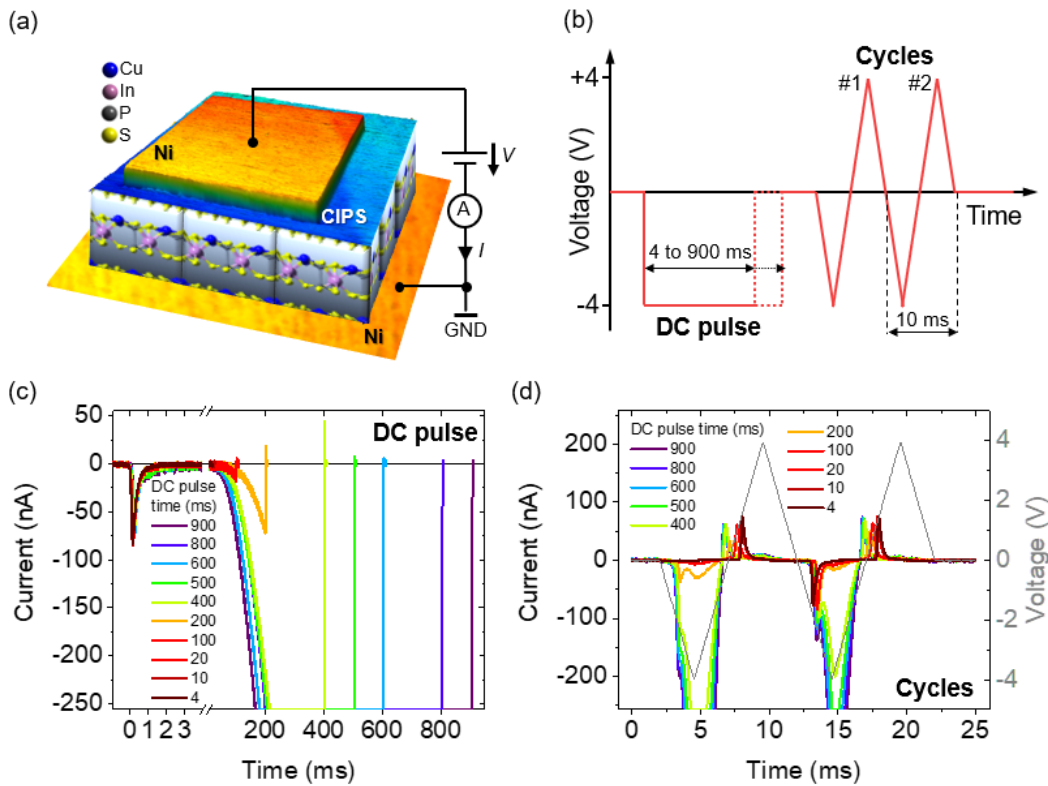 (a)
Cu
In
P
S
Ni
CIPS
Ni
V
A
I
GND
(b)
Cycles
#1
#2
+4
-4
Voltage (V)
Time
4 to 900 ms
DC pulse
10 ms
(c)
DC pulse
50
0
-50
-100
-150
-200
-250
Current (nA)
DC pulse
time (ms)
900
800
600
500
400
200
100
20
10
4
0 1 2 3 200 400 600 800
Time (ms)
(d)
DC pulse time (ms)
900
800
600
500
400
200
100
20
10
4
200
100
0
-100
-200
Current (nA)
4
2
0
-2
-4
Voltage (V)
Cycles
0 5 10 15 20 25
Time (ms)